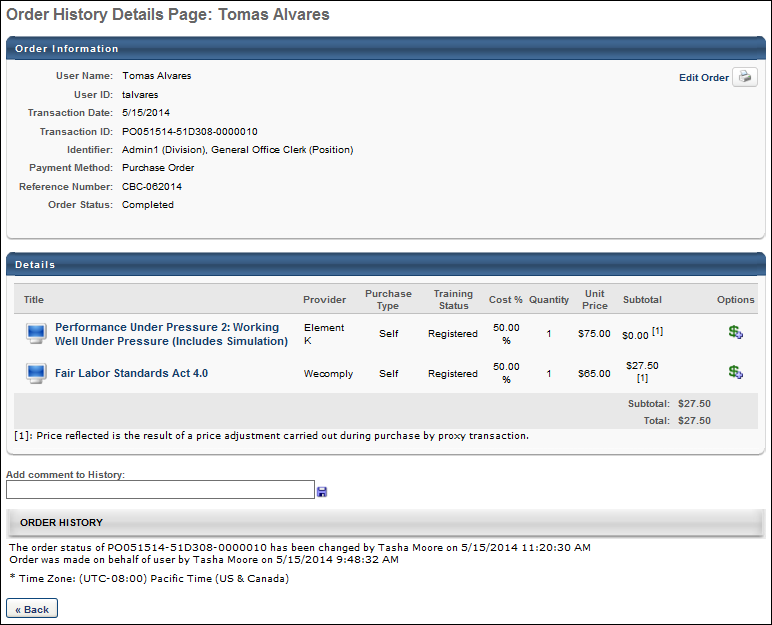 Order History Details Page: Tomas Alvares
Order Information
User Name: Tomas Alvares
Edit Order
User ID: talvares
Transaction Date: 5/15/2014
Transaction ID: PO051514-51D308-0000010
Identifier: Admin1 (Division), General Office Clerk (Position)
Payment Method: Purchase Order
Reference Number: CBC-062014
Order Status: Completed
Details
Title Provider Purchase Type Training Status Cost % Quantity Unit Price Subtotal Options
Performance Under Pressure 2: Working Well Under Pressure (Includes Simulation) Element K Self Registered 50.00 % 1 $75.00 $0.00 [1]
Fair Labor Standards Act 4.0 Wecomply Self Registered 50.00 % 1 $65.00 $27.50 [1]
Subtotal: $27.50
Total: $27.50
[1]: Price reflected is the result of a price adjustment carried out during purchase by proxy transaction.
Add comment to History:
ORDER HISTORY
The order status of PO051514-51D308-0000010 has been changed by Tasha Moore on 5/15/2014 11:20:30 AM
Order was made on behalf of user by Tasha Moore on 5/15/2014 9:48:32 AM
* Time Zone: (UTC-08:00) Pacific Time (US & Canada)
« Back